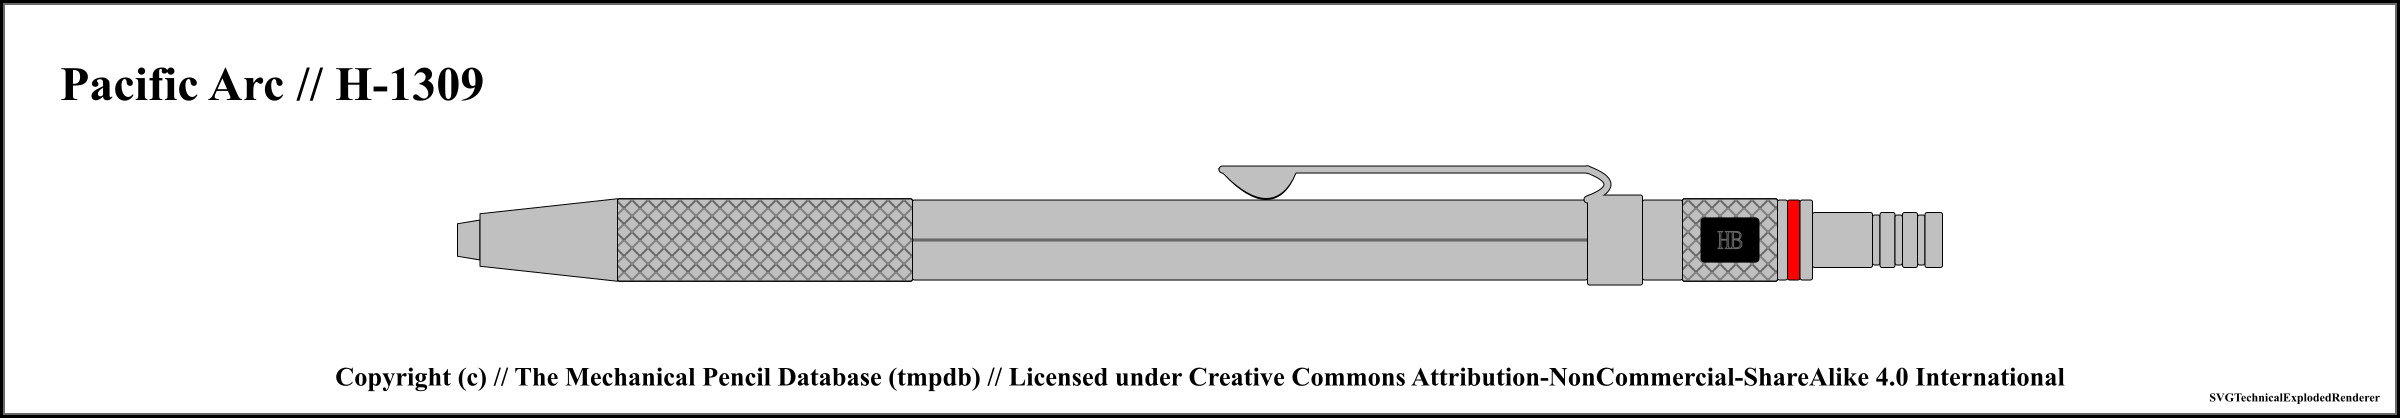 Pacific Arc // H-1309
HB
Copyright (c) // The Mechanical Pencil Database (tmpdb) // Licensed under Creative Commons Attribution-NonCommercial-ShareAlike 4.0 International
SVGTechnicalExplodedRenderer